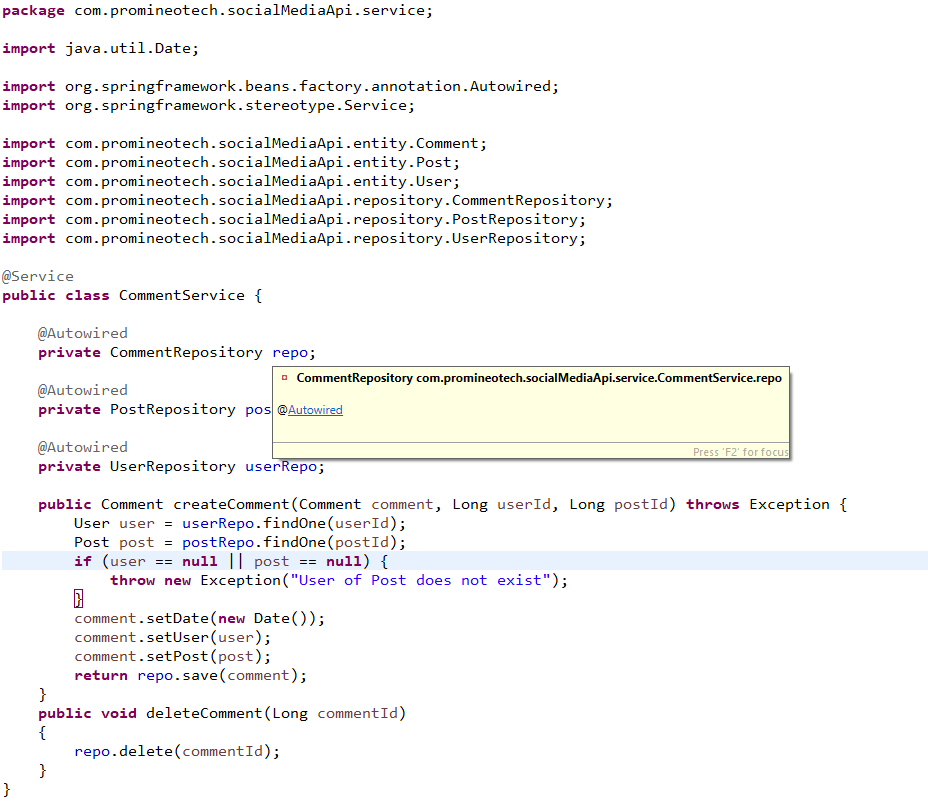 package com.promineotech.socialMediaApi.service;
import java.util.Date;
import org.springframework.beans.factory.annotation.Autowired;
import org.springframework.stereotype.Service;
import com.promineotech.socialMediaApi.entity.Comment;
import com.promineotech.socialMediaApi.entity.Post;
import com.promineotech.socialMediaApi.entity.User;
import com.promineotech.socialMediaApi.repository.CommentRepository;
import com.promineotech.socialMediaApi.repository.PostRepository;
import com.promineotech.socialMediaApi.repository.UserRepository;
@Service
public class CommentService {
@Autowired
private CommentRepository repo;
CommentRepository com.promineotech.socialMediaApi.service.CommentService.repo
@Autowired
Press 'F2' for focus
@Autowired
private PostRepository pos
@Autowired
private UserRepository userRepo;
public Comment createComment(Comment comment, Long userId, Long postId) throws Exception {
User user = userRepo.findOne(userId);
Post post = postRepo.findOne(postId);
if (user == null || post == null) {
throw new Exception("User of Post does not exist");
}
comment.setDate(new Date());
comment.setUser(user);
comment.setPost(post);
return repo.save(comment);
}
public void deleteComment(Long commentId)
{
repo.delete(commentId);
}
}